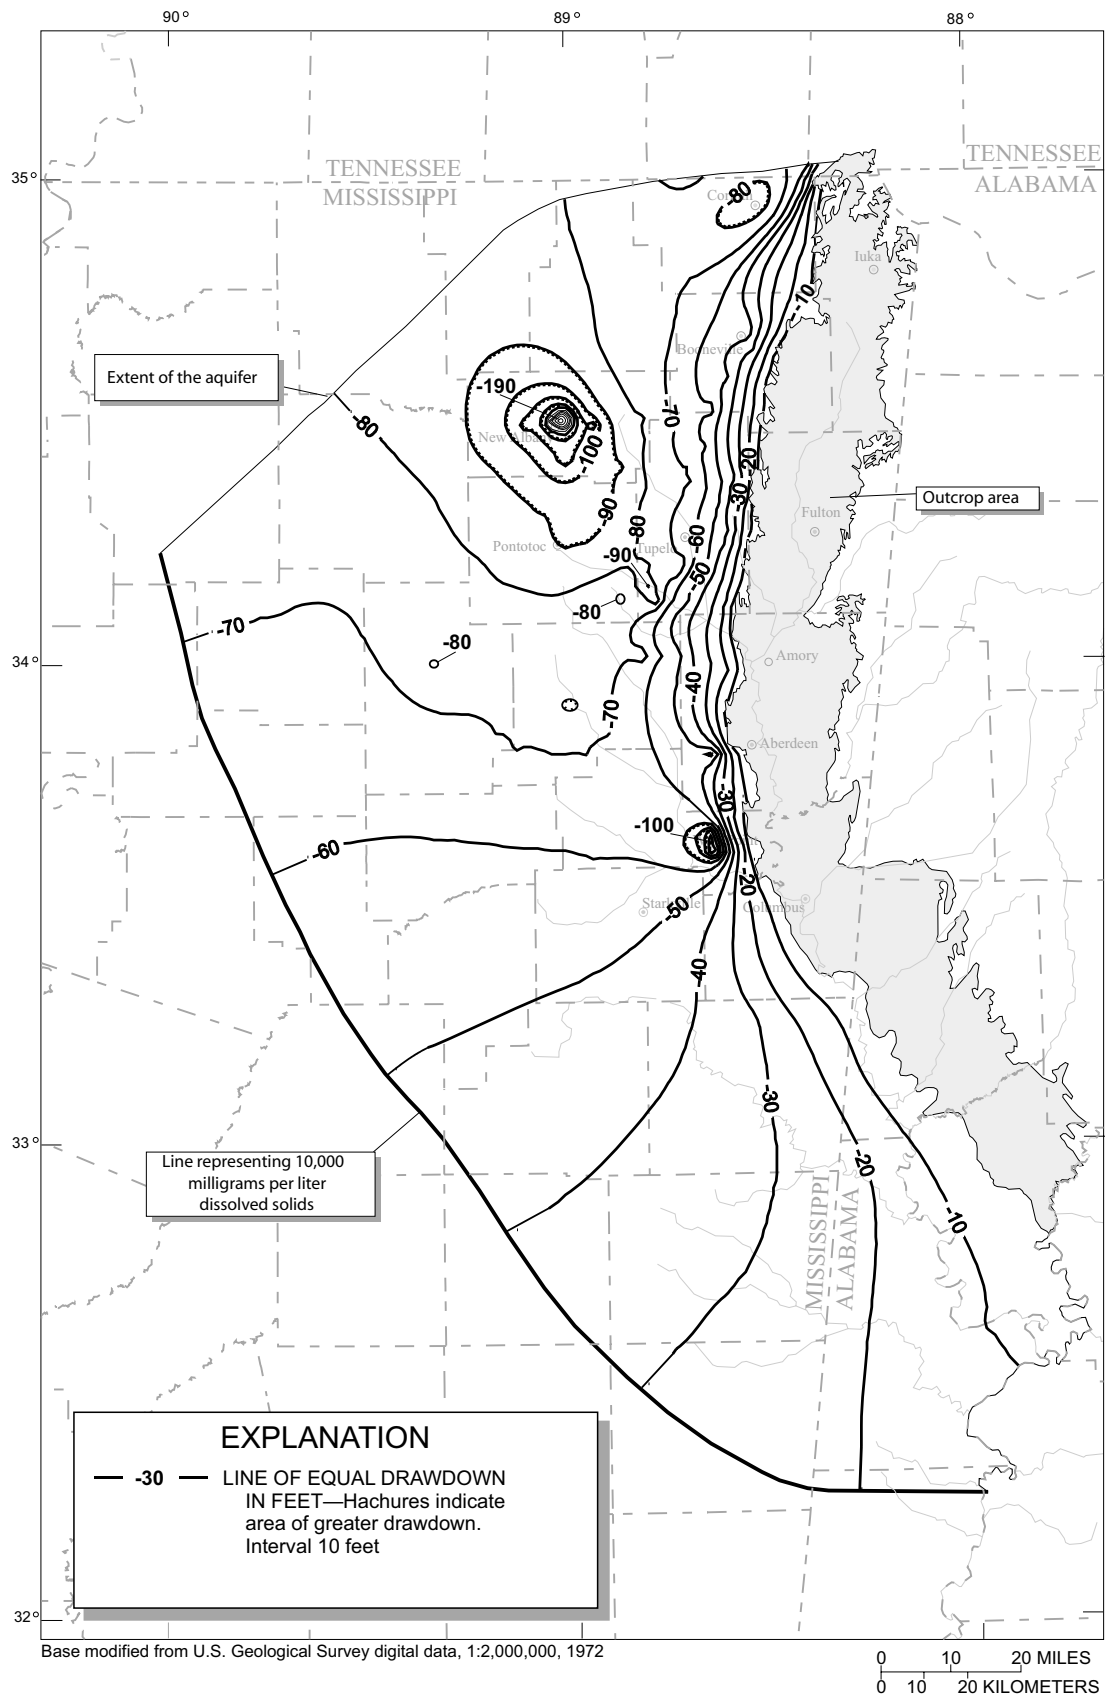 90° 89° 88°
35°
TENNESSEE
MISSISSIPPI
TENNESSEE
ALABAMA
-80
Iuka
-10
Booneville
Extent of the aquifer
-190
-80
-70
New Albany
-100
-20
-30
Outcrop area
-90
Fulton
-80
-60
Pontotoc
Tupelo
-90
-50
-80
-70
-80
34°
Amory
-40
-70
Aberdeen
-30
-100
-60
-20
Starkville
-50
Columbus
-40
-30
33°
Line representing 10,000
milligrams per liter
dissolved solids
-20
-10
MISSISSIPPI
ALABAMA
EXPLANATION
-30 LINE OF EQUAL DRAWDOWN
IN FEET—Hachures indicate
area of greater drawdown.
Interval 10 feet
32°
Base modified from U.S. Geological Survey digital data, 1:2,000,000, 1972
0 10 20 MILES
0 10 20 KILOMETERS